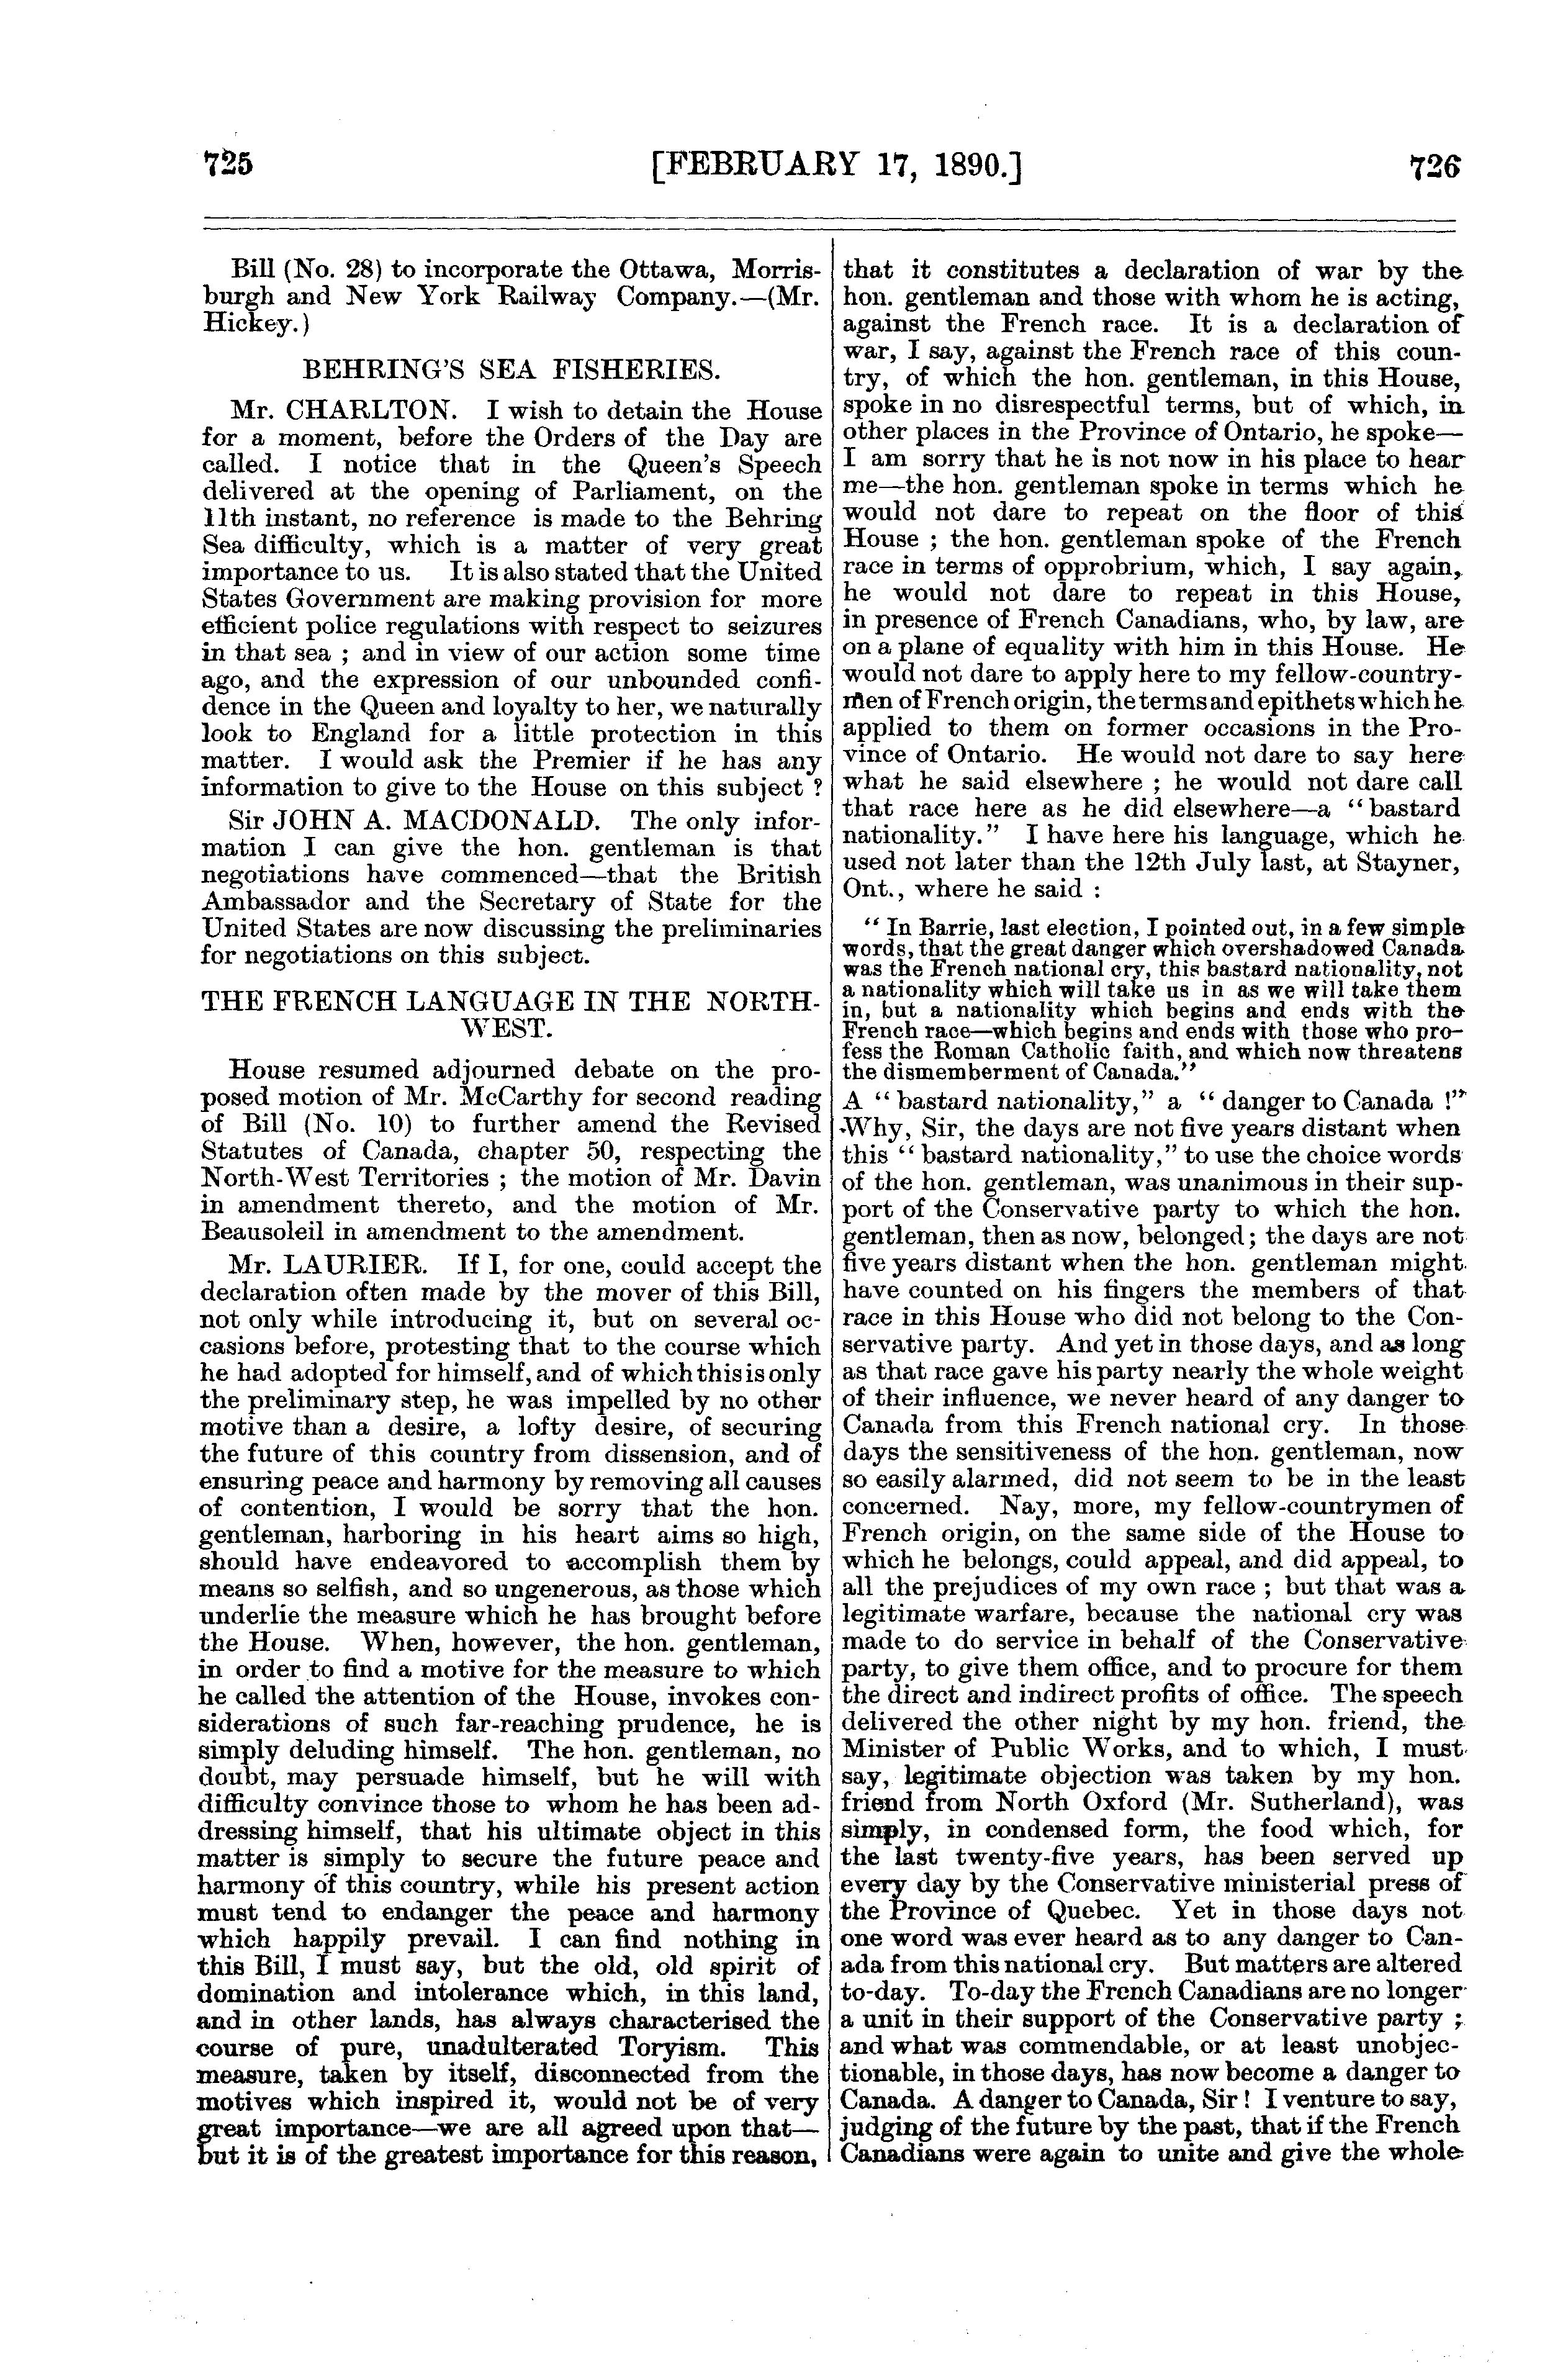 725 [FEBRUARY 17, 1890.] 726
Bill (No. 28) to incorporate the Ottawa, Morris-
burgh and New York Railway Company.—(Mr.
Hickey.)
BEHRING'S SEA FISHERIES.
Mr. CHARLTON. I wish to detain the House
for a moment, before the Orders of the Day are
called. I notice that in the Queen's Speech
delivered at the opening of Parliament, on the
11th instant, no reference is made to the Behring
Sea difficulty, which is a matter of very great
importance to us. It is also stated that the United
States Government are making provision for more
efficient police regulations with respect to seizures
in that sea ; and in view of our action some time
ago, and the expression of our unbounded confi-
dence in the Queen and loyalty to her, we naturally
look to England for a little protection in this
matter. I would ask the Premier if he has any
information to give to the House on this subject ?
Sir JOHN A. MACDONALD. The only infor-
mation I can give the hon. gentleman is that
negotiations have commenced—that the British
Ambassador and the Secretary of State for the
United States are now discussing the preliminaries
for negotiations on this subject.
THE FRENCH LANGUAGE IN THE NORTH-
WEST.
House resumed adjourned debate on the pro-
posed motion of Mr. McCarthy for second reading
of Bill (No. 10) to further amend the Revised
Statutes of Canada, chapter 50, respecting the
North-West Territories ; the motion of Mr. Davin
in amendment thereto, and the motion of Mr.
Beausoleil in amendment to the amendment.
Mr. LAURIER. If I, for one, could accept the
declaration often made by the mover of this Bill,
not only while introducing it, but on several oc-
casions before, protesting that to the course which
he had adopted for himself, and of which this is only
the preliminary step, he was impelled by no other
motive than a desire, a lofty desire, of securing
the future of this country from dissension, and of
ensuring peace and harmony by removing all causes
of contention, I would be sorry that the hon.
gentleman, harboring in his heart aims so high,
should have endeavored to accomplish them by
means so selfish, and so ungenerous, as those which
underlie the measure which he has brought before
the House. When, however, the hon. gentleman,
in order to find a motive for the measure to which
he called the attention of the House, invokes con-
siderations of such far-reaching prudence, he is
simply deluding himself. The hon. gentleman, no
doubt, may persuade himself, but he will with
difficulty convince those to whom he has been ad-
dressing himself, that his ultimate object in this
matter is simply to secure the future peace and
harmony of this country, while his present action
must tend to endanger the peace and harmony
which happily prevail. I can find nothing in
this Bill, I must say, but the old, old spirit of
domination and intolerance which, in this land,
and in other lands, has always characterised the
course of pure, unadulterated Toryism. This
measure, taken by itself, disconnected from the
motives which inspired it, would not be of very
great importance—we are all agreed upon that—
but it is of the greatest importance for this reason,
that it constitutes a declaration of war by the
hon. gentleman and those with whom he is acting,
against the French race. It is a declaration of
war, I say, against the French race of this coun-
try, of which the hon. gentleman, in this House,
spoke in no disrespectful terms, but of which, in
other places in the Province of Ontario, he spoke—
I am sorry that he is not now in his place to hear
me—the hon. gentleman spoke in terms which he
would not dare to repeat on the floor of this
House ; the hon. gentleman spoke of the French
race in terms of opprobrium, which, I say again,
he would not dare to repeat in this House,
in presence of French Canadians, who, by law, are
on a plane of equality with him in this House. He
would not dare to apply here to my fellow-country-
men of French origin, the terms and epithets which he
applied to them on former occasions in the Pro-
vince of Ontario. He would not dare to say here
what he said elsewhere ; he would not dare call
that race here as he did elsewhere—a "bastard
nationality." I have here his language, which he
used not later than the 12th July last, at Stayner,
Ont., where he said :
" In Barrie, last election, I pointed out, in a few simple
words, that the great danger which overshadowed Canada
was the French national cry, this bastard nationality, not
a nationality which will take us in as we will take them
in, but a nationality which begins and ends with the
French race—which begins and ends with those who pro-
fess the Roman Catholic faith, and which now threatens
the dismemberment of Canada."
A "bastard nationality," a "danger to Canada !"
Why, Sir, the days are not five years distant when
this "bastard nationality," to use the choice words
of the hon. gentleman, was unanimous in their sup-
port of the Conservative party to which the hon.
gentleman, then as now, belonged; the days are not
five years distant when the hon. gentleman might
have counted on his fingers the members of that
race in this House who did not belong to the Con-
servative party. And yet in those days, and as long
as that race gave his party nearly the whole weight
of their influence, we never heard of any danger to
Canada from this French national cry. In those
days the sensitiveness of the hon. gentleman, now
so easily alarmed, did not seem to be in the least
concerned. Nay, more, my fellow-countrymen of
French origin, on the same side of the House to
which he belongs, could appeal, and did appeal, to
all the prejudices of my own race ; but that was a
legitimate warfare, because the national cry was
made to do service in behalf of the Conservative
party, to give them office, and to procure for them
the direct and indirect profits of office. The speech
delivered the other night by my hon. friend, the
Minister of Public Works, and to which, I must
say, legitimate objection was taken by my hon.
friend from North Oxford (Mr. Sutherland), was
simply, in condensed form, the food which, for
the last twenty-five years, has been served up
every day by the Conservative ministerial press of
the Province of Quebec. Yet in those days not
one word was ever heard as to any danger to Can-
ada from this national cry. But matters are altered
to-day. To-day the French Canadians are no longer
a unit in their support of the Conservative party ;
and what was commendable, or at least unobjec-
tionable, in those days, has now become a danger to
Canada. A danger to Canada, Sir ! I venture to say,
judging of the future by the past, that if the French
Canadians were again to unite and give the whole